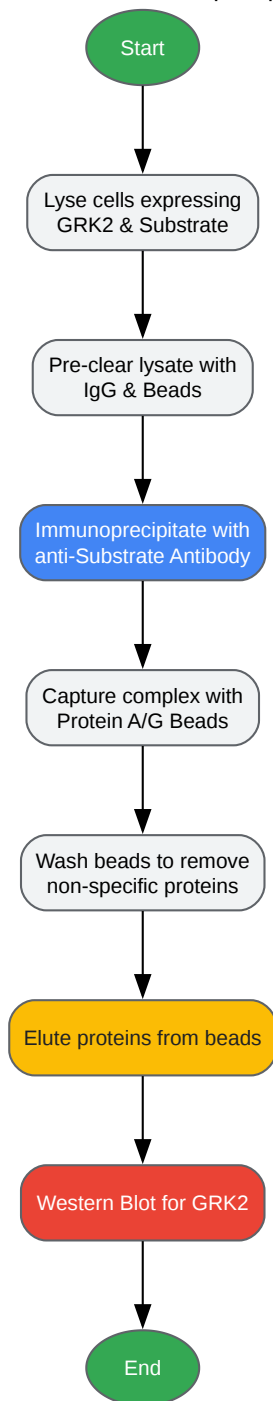 Start
Lyse cells expressing
GRK2 & Substrate
Pre-clear lysate with
IgG & Beads
Immunoprecipitate with
anti-Substrate Antibody
Capture complex with
Protein A/G Beads
Wash beads to remove
non-specific proteins
Elute proteins from beads
Western Blot for GRK2
End